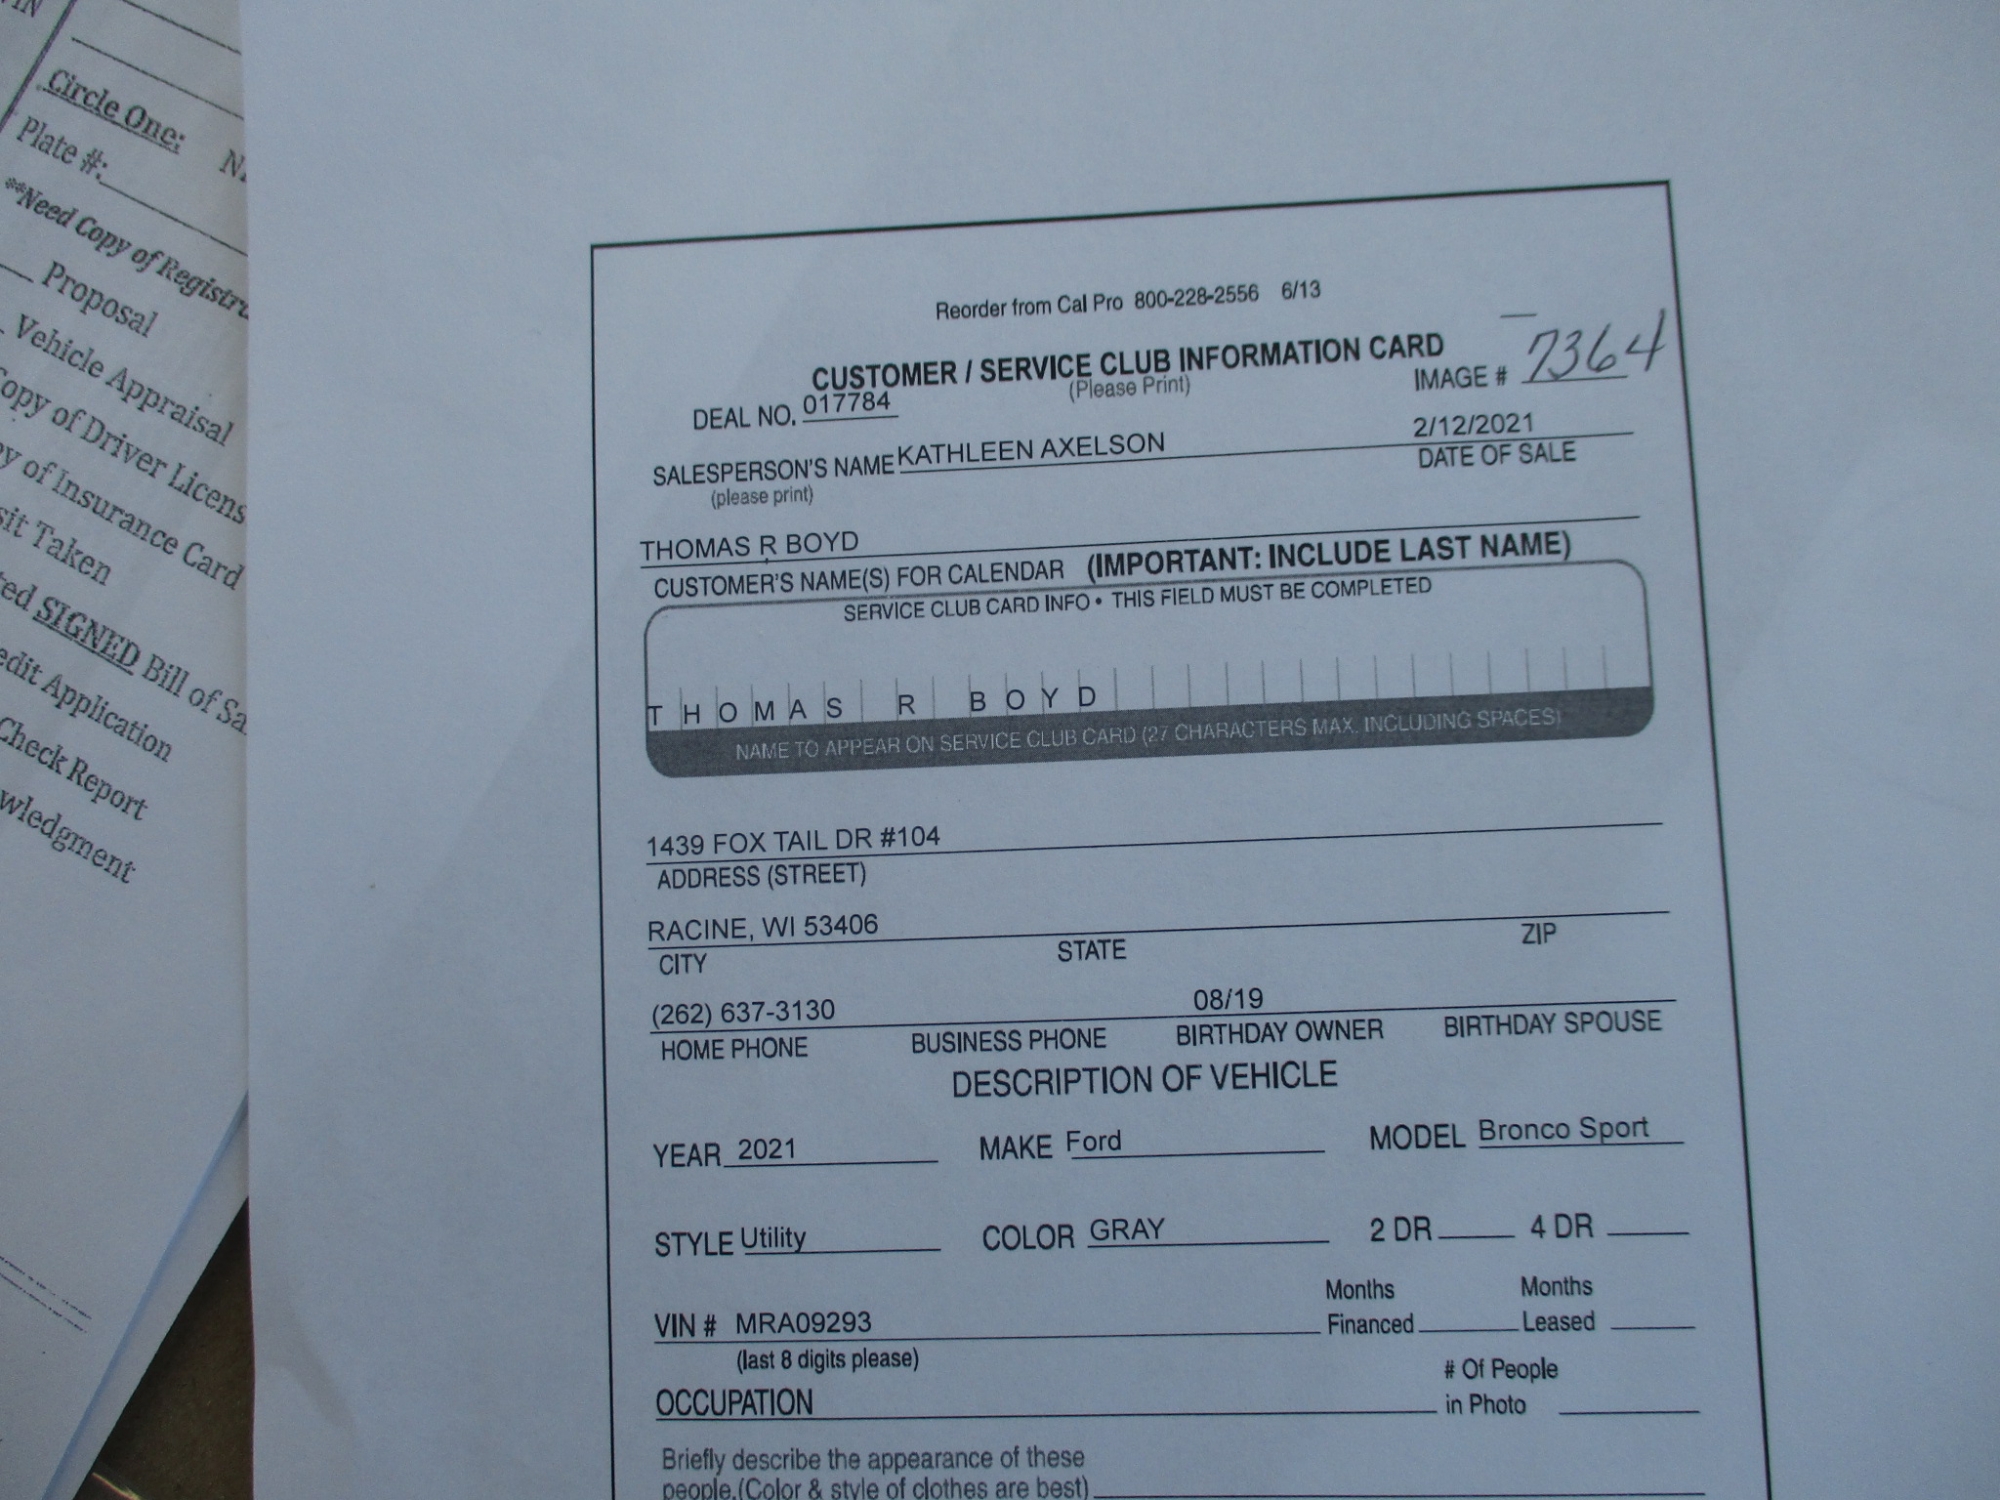 IN
Circle One:
Plate #:
**Need Copy of Registra
Proposal
Vehicle Appraisal
opy of Driver Licens
y of Insurance Card
sit Taken
ted SIGNED Bill of Sa
edit Application
Check Report
wledgment
Reorder from Cal Pro 800-228-2556 6/13
CUSTOMER / SERVICE CLUB INFORMATION CARD
(Please Print)
IMAGE # 7364
DEAL NO. 017784
SALESPERSON'S NAME KATHLEEN AXELSON 2/12/2021
(please print) DATE OF SALE
THOMAS R BOYD
CUSTOMER'S NAME(S) FOR CALENDAR (IMPORTANT: INCLUDE LAST NAME)
SERVICE CLUB CARD INFO • THIS FIELD MUST BE COMPLETED
THOMAS R BOYD
NAME TO APPEAR ON SERVICE CLUB CARD (27 CHARACTERS MAX. INCLUDING SPACES)
1439 FOX TAIL DR #104
ADDRESS (STREET)
RACINE, WI 53406
CITY STATE ZIP
(262) 637-3130 08/19
HOME PHONE BUSINESS PHONE BIRTHDAY OWNER BIRTHDAY SPOUSE
DESCRIPTION OF VEHICLE
YEAR 2021 MAKE Ford MODEL Bronco Sport
STYLE Utility COLOR GRAY 2 DR 4 DR
Months Months
VIN # MRA09293 Financed Leased
(last 8 digits please)
# Of People
OCCUPATION in Photo
Briefly describe the appearance of these
people.(Color & style of clothes are best)